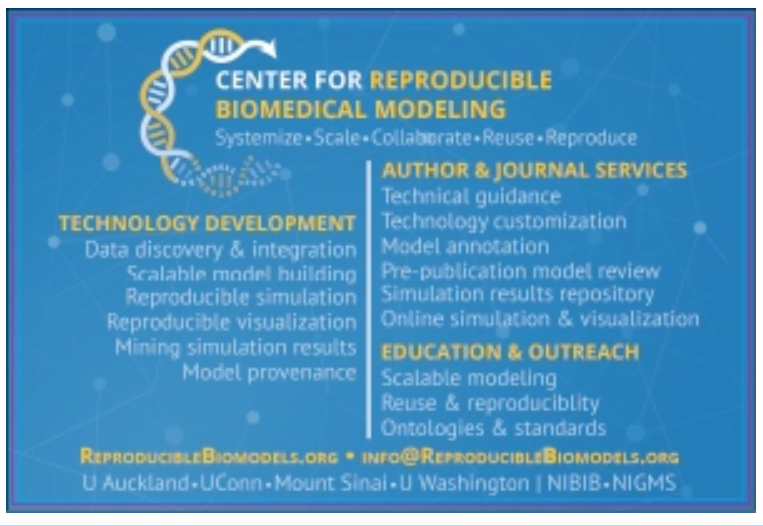 CENTER FOR REPRODUCIBLE
BIOMEDICAL MODELING
Systemize•Scale•Collaborate•Reuse•Reproduce
TECHNOLOGY DEVELOPMENT
Data discovery & integration
Scalable model building
Reproducible simulation
Reproducible visualization
Mining simulation results
Model provenance
AUTHOR & JOURNAL SERVICES
Technical guidance
Technology customization
Model annotation
Pre-publication model review
Simulation results repository
Online simulation & visualization
EDUCATION & OUTREACH
Scalable modeling
Reuse & reproduciblity
Ontologies & standards
REPRODUCIBLEBIOMODELS.ORG • INFO@REPRODUCIBLEBIOMODELS.ORG
U Auckland•UConn•Mount Sinai•U Washington | NIBIB•NIGMS